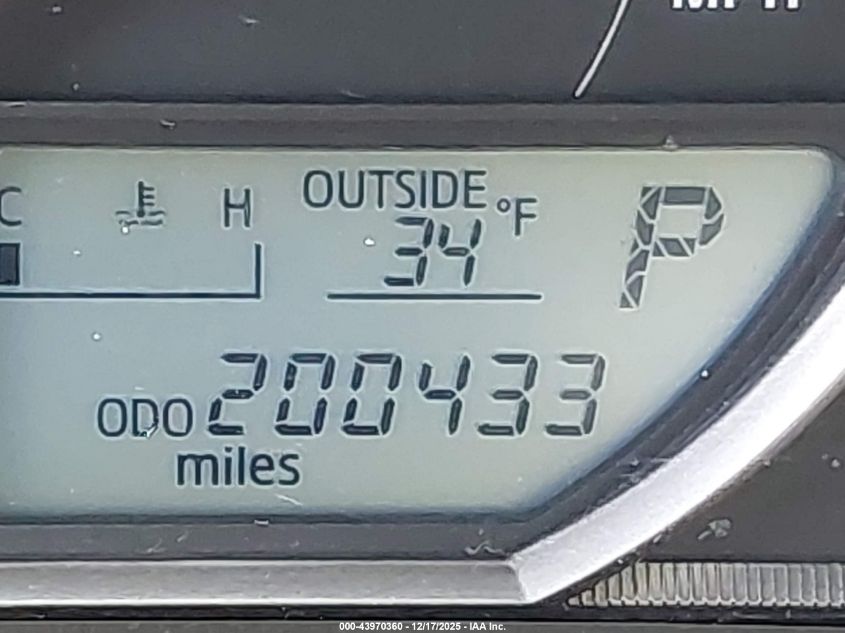 C H
OUTSIDE
34 °F
P
ODO 200433
miles
000-43970360 - 12/17/2025 - IAA Inc.